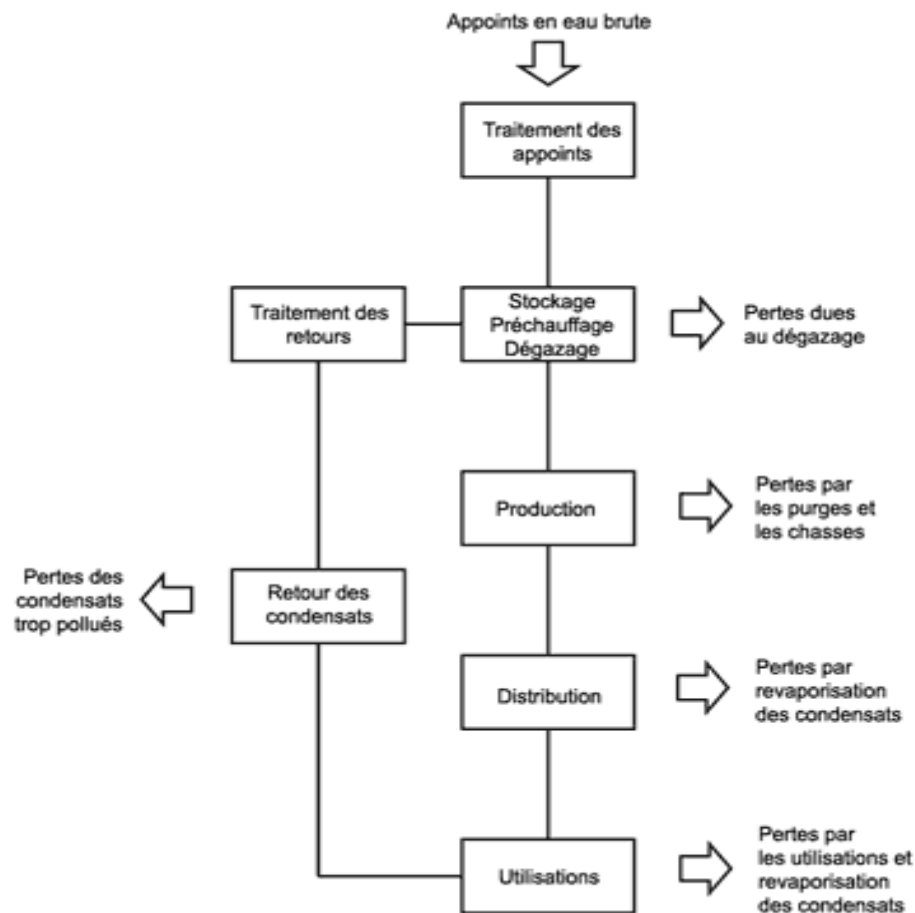 Appoints en eau brute
Traitement des
appoints
Traitement des
retours
Stockage
Préchauffage
Dégazage
Pertes dues
au dégazage
Production
Pertes par
les purges et
les chasses
Pertes des
condensats
trop pollués
Retour des
condensats
Distribution
Pertes par
revaporisation
des condensats
Utilisations
Pertes par
les utilisations et
revaporisation
des condensats